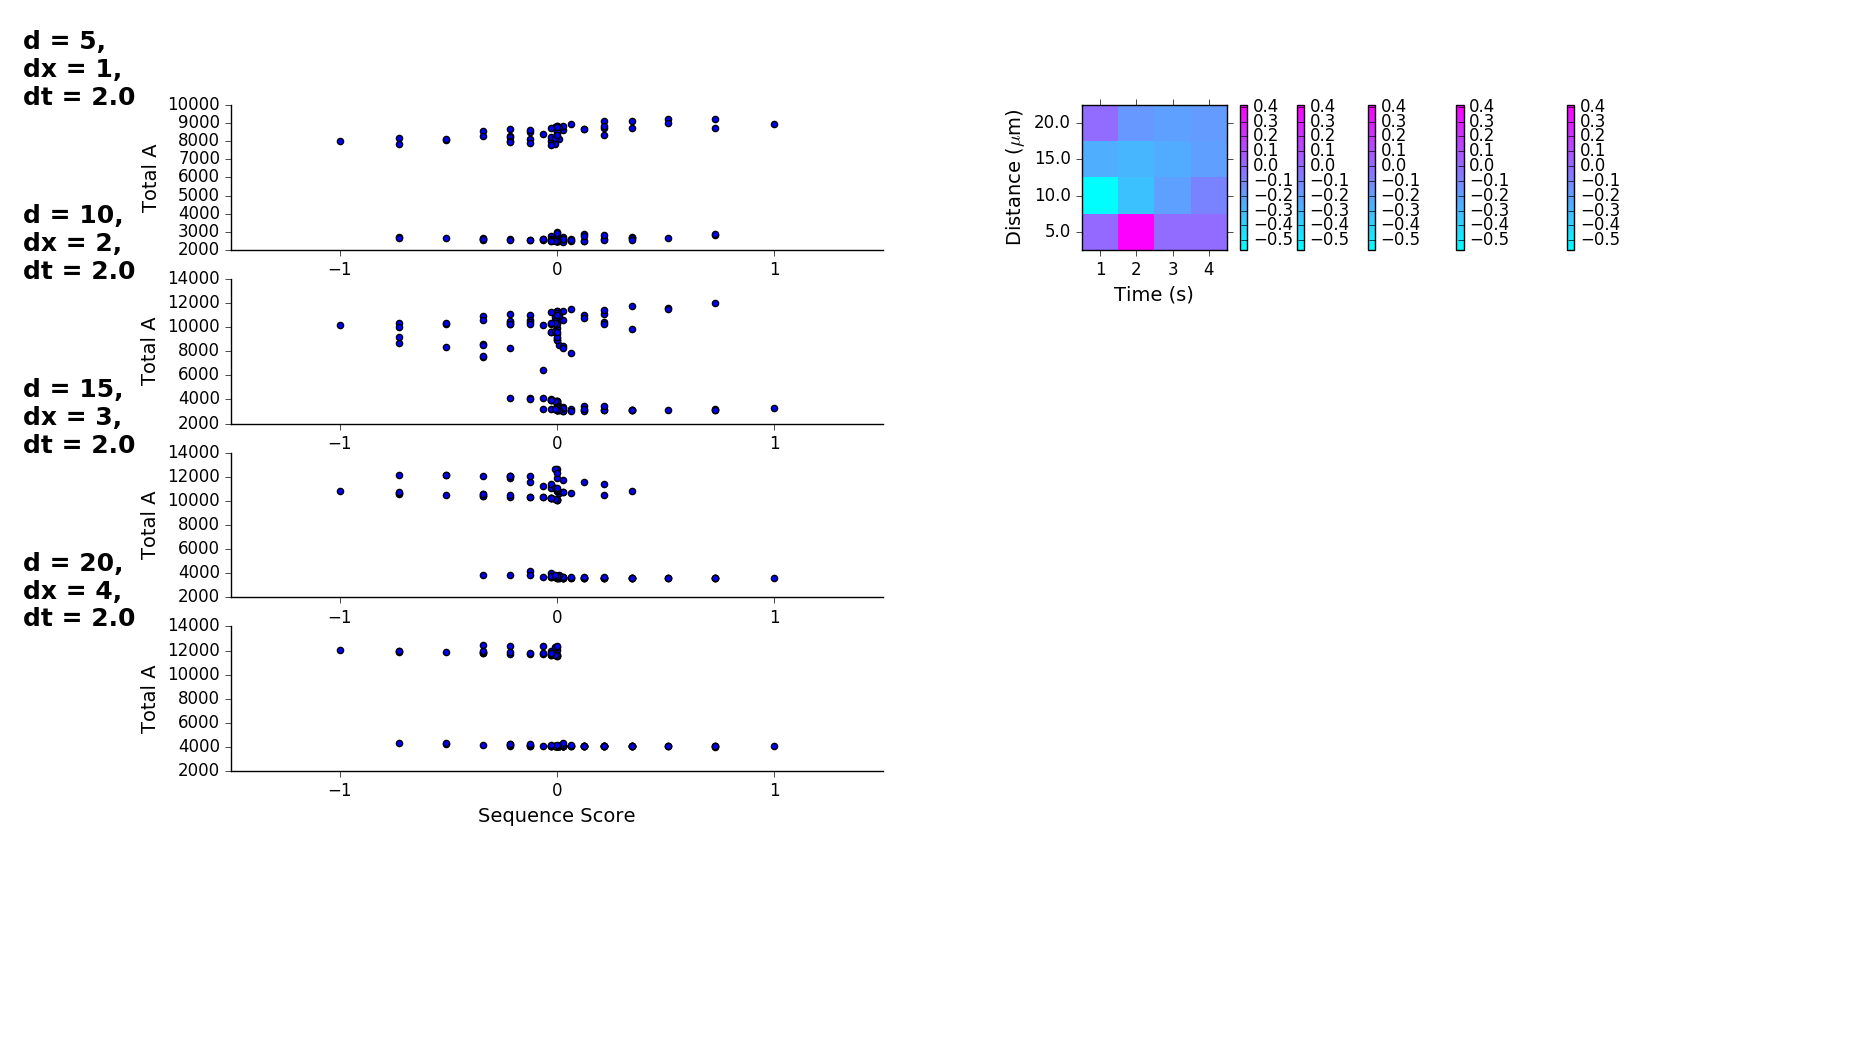 d = 5,
dx = 1,
dt = 2.0
10000
9000
8000
7000
6000
5000
4000
3000
2000
Total A
−1 0 1
d = 10,
dx = 2,
dt = 2.0
14000
12000
10000
8000
6000
4000
2000
Total A
−1 0 1
d = 15,
dx = 3,
dt = 2.0
14000
12000
10000
8000
6000
4000
2000
Total A
−1 0 1
d = 20,
dx = 4,
dt = 2.0
14000
12000
10000
8000
6000
4000
2000
Total A
−1 0 1
Sequence Score
Distance (μm)
20.0
15.0
10.0
5.0
1 2 3 4
Time (s)
0.4 0.4 0.4 0.4 0.4
0.3 0.3 0.3 0.3 0.3
0.2 0.2 0.2 0.2 0.2
0.1 0.1 0.1 0.1 0.1
0.0 0.0 0.0 0.0 0.0
−0.1 −0.1 −0.1 −0.1 −0.1
−0.2 −0.2 −0.2 −0.2 −0.2
−0.3 −0.3 −0.3 −0.3 −0.3
−0.4 −0.4 −0.4 −0.4 −0.4
−0.5 −0.5 −0.5 −0.5 −0.5